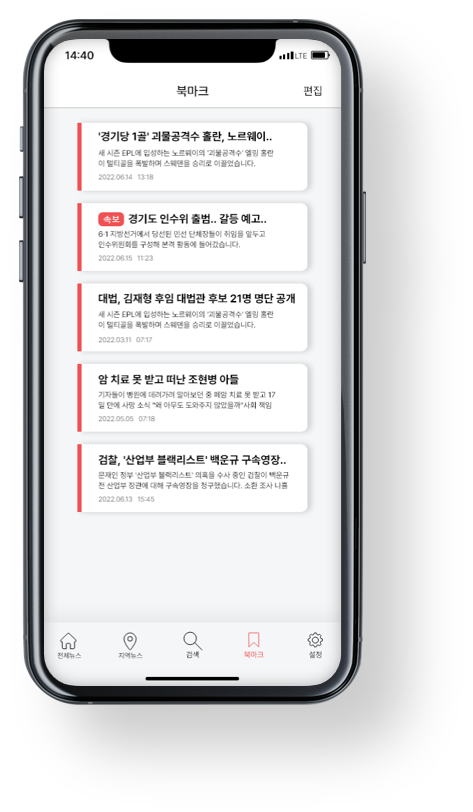 14:40
LTE
북마크
편집
'경기당 1골' 괴물공격수 홀란, 노르웨이..
새 시즌 EPL에 입성하는 노르웨이의 '괴물공격수' 엘링 홀란
이 멀티골을 폭발하며 스웨덴을 승리로 이끌었습니다.
2022.06.14 13:18
속보 경기도 인수위 출범.. 갈등 예고..
6·1 지방선거에서 당선된 민선 단체장들이 취임을 앞두고
인수위원회를 구성해 본격 활동에 들어갔습니다.
2022.06.15 11:23
대법, 김재형 후임 대법관 후보 21명 명단 공개
새 시즌 EPL에 입성하는 노르웨이의 '괴물공격수' 엘링 홀란
이 멀티골을 폭발하며 스웨덴을 승리로 이끌었습니다.
2022.03.11 07:17
암 치료 못 받고 떠난 조현병 아들
기자들이 병원에 데려가려 알아보던 중 폐암 치료 못 받고 17
일 만에 사망 소식 "왜 아무도 도와주지 않았을까"사회 책임
2022.05.05 07:18
검찰, '산업부 블랙리스트' 백운규 구속영장..
문재인 정부 '산업부 블랙리스트' 의혹을 수사 중인 검찰이 백운규
전 산업부 장관에 대해 구속영장을 청구했습니다. 소환 조사 나흘
2022.06.13 15:45
전체뉴스
지역뉴스
검색
북마크
설정